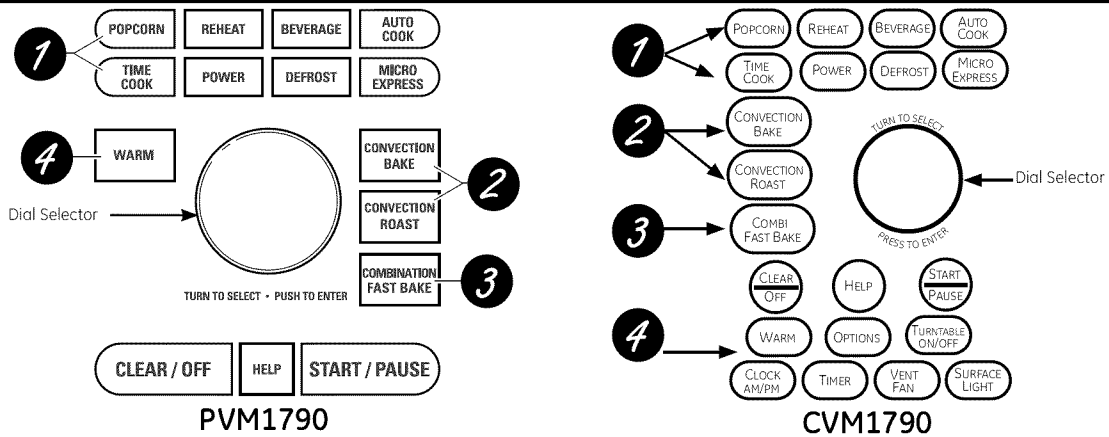 1
POPCORN REHEAT BEVERAGE AUTO COOK
TIME COOK POWER DEFROST MICRO EXPRESS
4
WARM
CONVECTION BAKE
2
CONVECTION ROAST
Dial Selector
COMBINATION FAST BAKE
3
TURN TO SELECT • PUSH TO ENTER
CLEAR / OFF HELP START / PAUSE
PVM1790
1
POPCORN REHEAT BEVERAGE AUTO COOK
TIME COOK POWER DEFROST MICRO EXPRESS
2
CONVECTION BAKE
CONVECTION ROAST
TURN TO SELECT
Dial Selector
PRESS TO ENTER
3
COMBI FAST BAKE
CLEAR OFF HELP START PAUSE
4
WARM OPTIONS TURNTABLE ON/OFF
CLOCK AM/PM TIMER VENT FAN SURFACE LIGHT
CVM1790